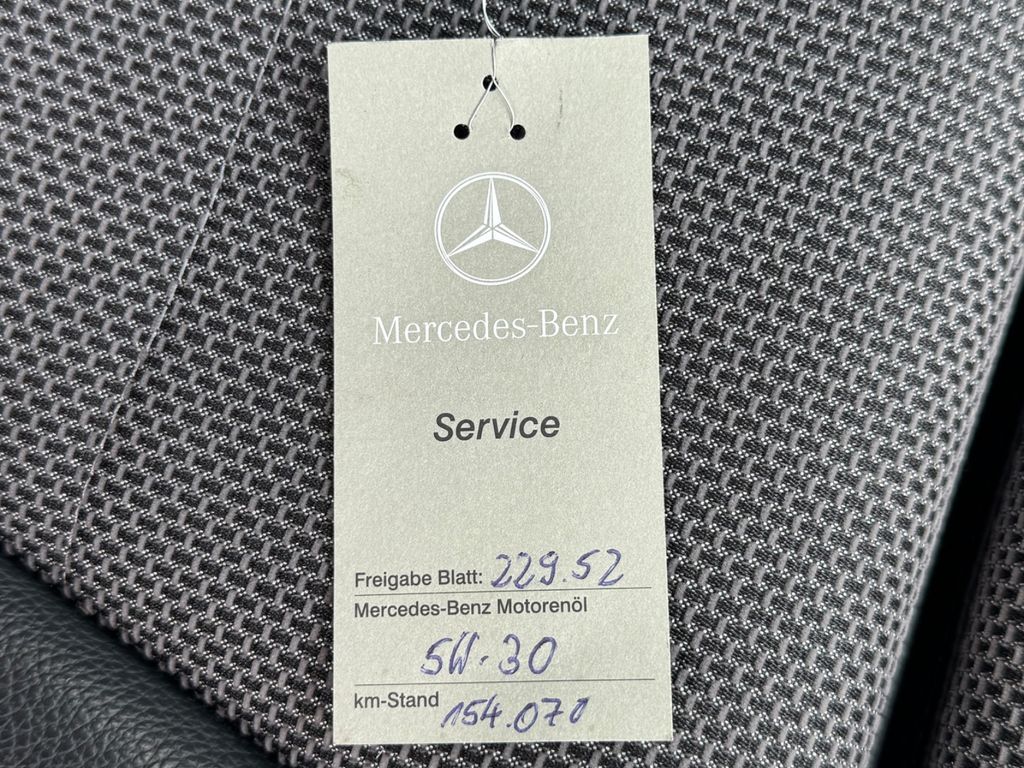 Mercedes-Benz
Service
Freigabe Blatt: 229.52
Mercedes-Benz Motorenöl
5W-30
km-Stand 154.070